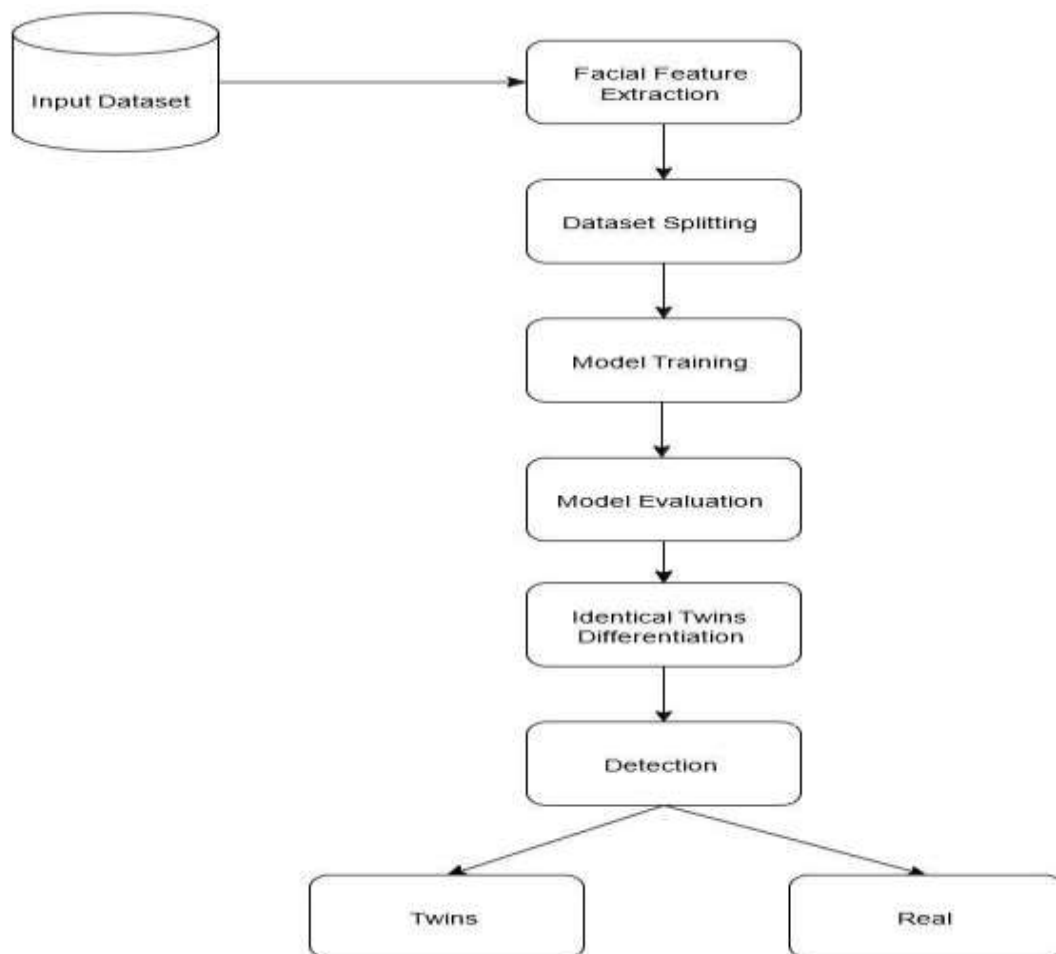 Input Dataset
Facial Feature
Extraction
Dataset Splitting
Model Training
Model Evaluation
Identical Twins
Differentiation
Detection
Twins
Real